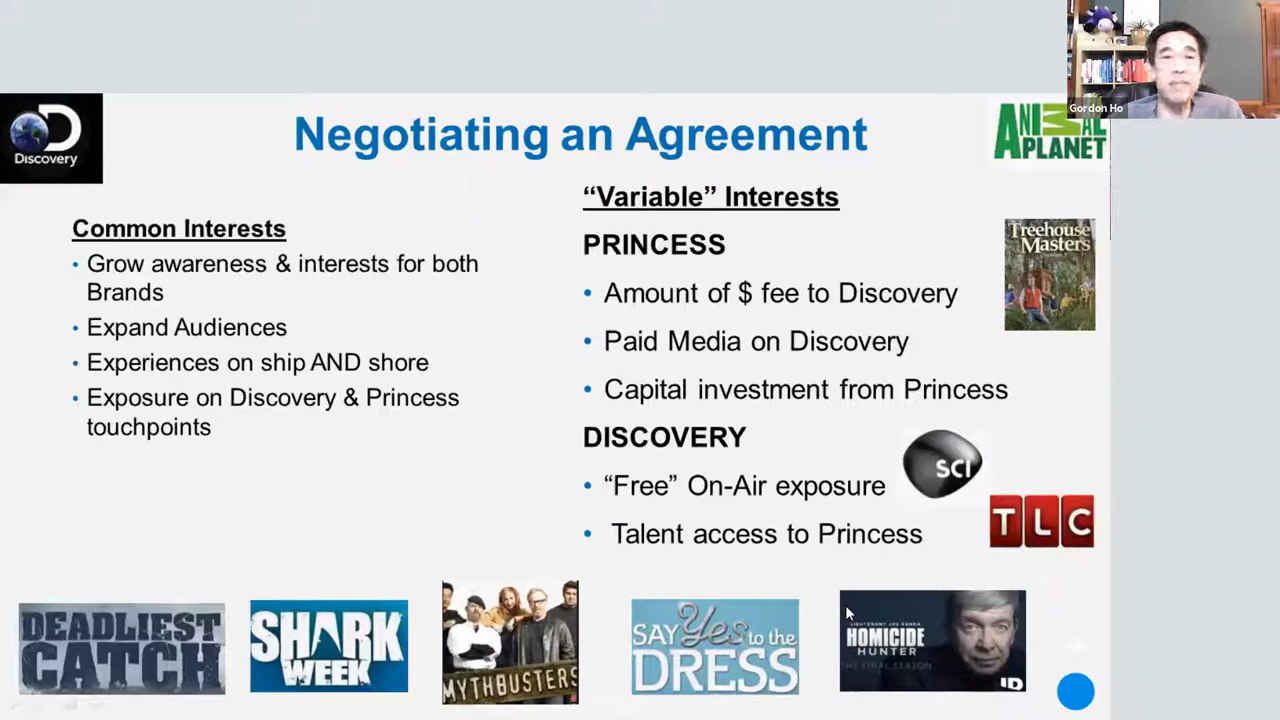 Gordon Ho
Discovery
Negotiating an Agreement
ANIMAL
PLANET
Common Interests
• Grow awareness & interests for both
Brands
• Expand Audiences
• Experiences on ship AND shore
• Exposure on Discovery & Princess
touchpoints
“Variable” Interests
PRINCESS
• Amount of $ fee to Discovery
• Paid Media on Discovery
• Capital investment from Princess
DISCOVERY
• “Free” On-Air exposure
• Talent access to Princess
Treehouse
Masters
SCI
TLC
DEADLIEST
CATCH
SHARK
WEEK
MYTHBUSTERS
SAY Yes to the
DRESS
LIEUTENANT JOE KENDA
HOMICIDE
HUNTER
THE FINAL SEASON
ID